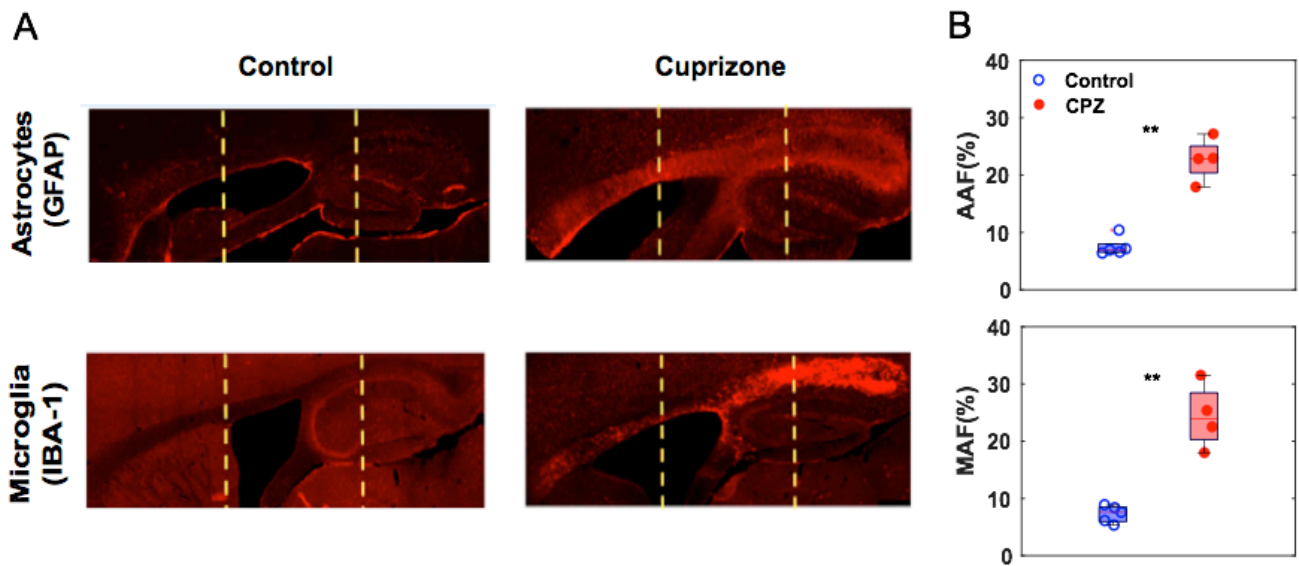 A
Control
Cuprizone
Astrocytes
(GFAP)
Microglia
(IBA-1)
B
40
30
20
10
0
AAF(%)
Control
CPZ
**
40
30
20
10
0
MAF(%)
**